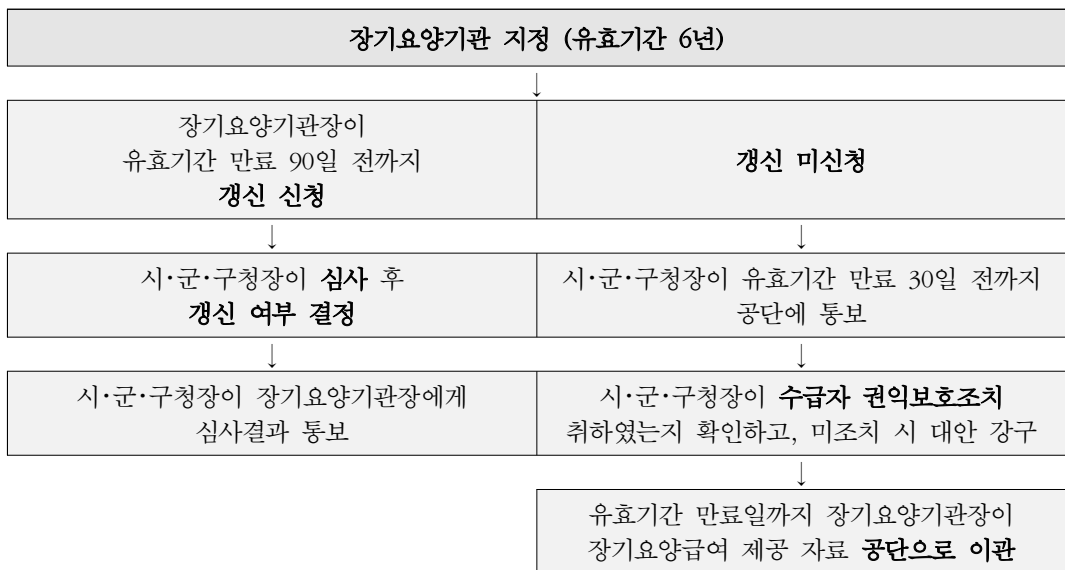 장기요양기관 지정 (유효기간 6년)
↓
장기요양기관장이
유효기간 만료 90일 전까지
갱신 신청
갱신 미신청
↓
↓
시·군·구청장이 심사 후
갱신 여부 결정
시·군·구청장이 유효기간 만료 30일 전까지
공단에 통보
↓
↓
시·군·구청장이 장기요양기관장에게
심사결과 통보
시·군·구청장이 수급자 권익보호조치
취하였는지 확인하고, 미조치 시 대안 강구
↓
유효기간 만료일까지 장기요양기관장이
장기요양급여 제공 자료 공단으로 이관